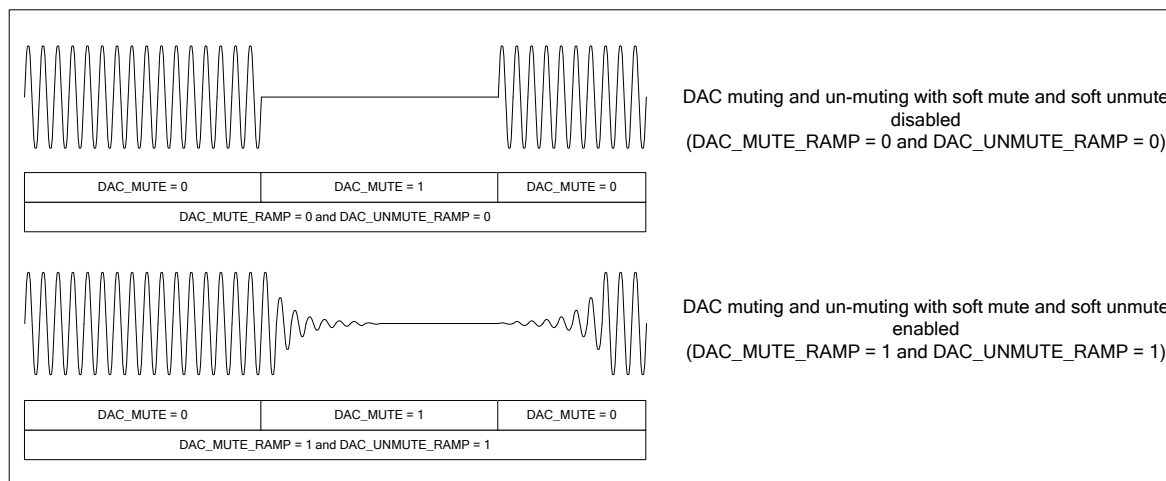 DAC muting and un-muting with soft mute and soft unmute
disabled
(DAC_MUTE_RAMP = 0 and DAC_UNMUTE_RAMP = 0)
DAC_MUTE = 0
DAC_MUTE = 1
DAC_MUTE = 0
DAC_MUTE_RAMP = 0 and DAC_UNMUTE_RAMP = 0
DAC muting and un-muting with soft mute and soft unmute
enabled
(DAC_MUTE_RAMP = 1 and DAC_UNMUTE_RAMP = 1)
DAC_MUTE = 0
DAC_MUTE = 1
DAC_MUTE = 0
DAC_MUTE_RAMP = 1 and DAC_UNMUTE_RAMP = 1